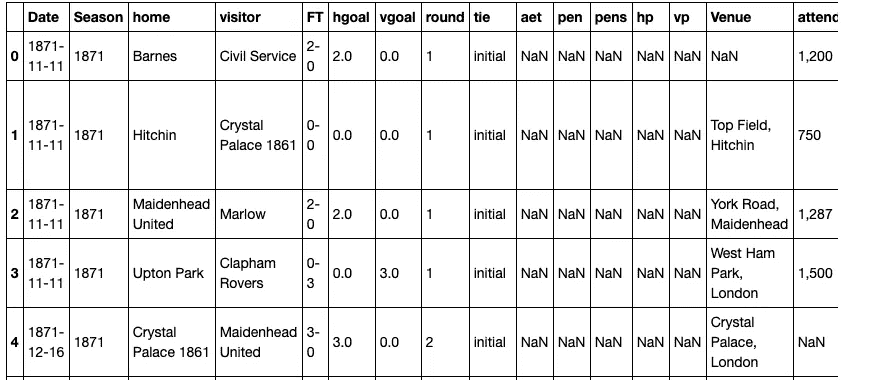 Date Season home visitor FT hgoal vgoal round tie aet pen pens hp vp Venue attend
0 1871-11-11 1871 Barnes Civil Service 2-0 2.0 0.0 1 initial NaN NaN NaN NaN NaN NaN 1,200
1 1871-11-11 1871 Hitchin Crystal Palace 1861 0-0 0.0 0.0 1 initial NaN NaN NaN NaN NaN Top Field, Hitchin 750
2 1871-11-11 1871 Maidenhead United Marlow 2-0 2.0 0.0 1 initial NaN NaN NaN NaN NaN York Road, Maidenhead 1,287
3 1871-11-11 1871 Upton Park Clapham Rovers 0-3 0.0 3.0 1 initial NaN NaN NaN NaN NaN West Ham Park, London 1,500
4 1871-12-16 1871 Crystal Palace 1861 Maidenhead United 3-0 3.0 0.0 2 initial NaN NaN NaN NaN NaN Crystal Palace, London NaN